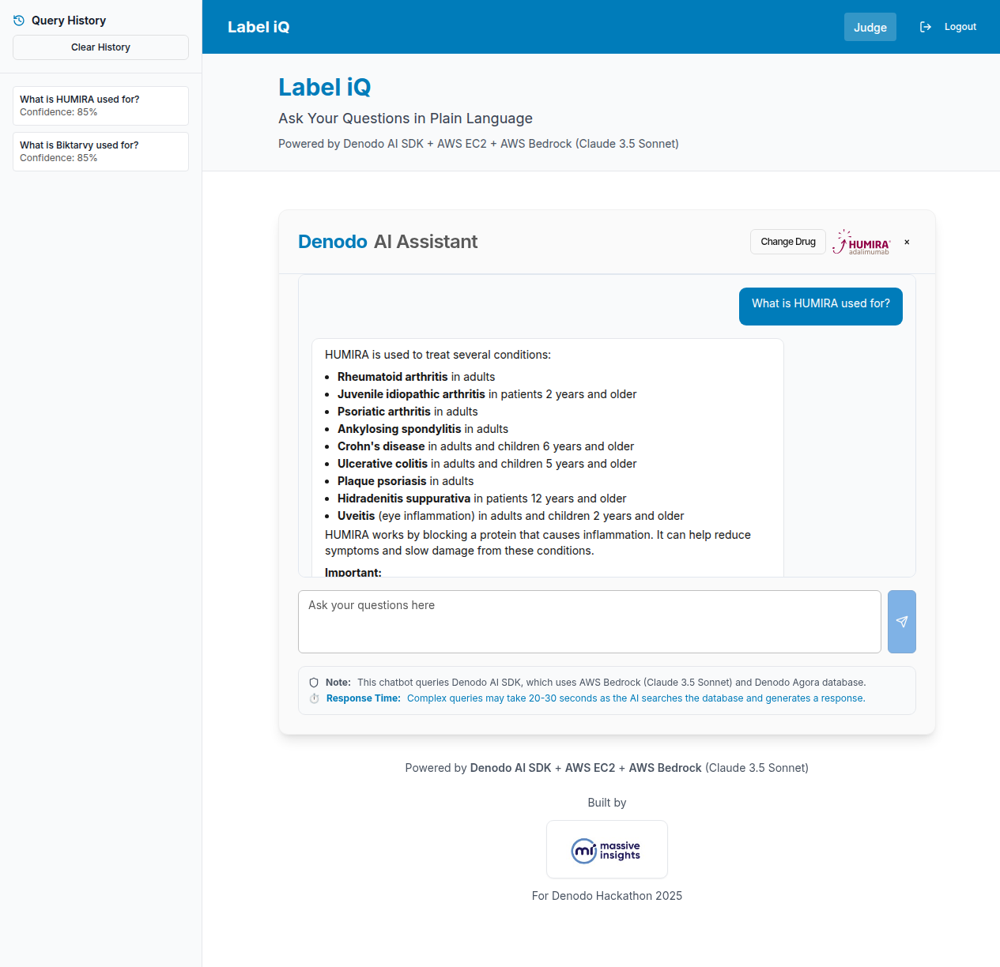 Query History
Clear History
What is HUMIRA used for?
Confidence: 85%
What is Biktarvy used for?
Confidence: 85%
Label iQ
Judge
Logout
Label iQ
Ask Your Questions in Plain Language
Powered by Denodo AI SDK + AWS EC2 + AWS Bedrock (Claude 3.5 Sonnet)
Denodo AI Assistant
Change Drug
HUMIRA
adalimumab
×
What is HUMIRA used for?
HUMIRA is used to treat several conditions:
• Rheumatoid arthritis in adults
• Juvenile idiopathic arthritis in patients 2 years and older
• Psoriatic arthritis in adults
• Ankylosing spondylitis in adults
• Crohn's disease in adults and children 6 years and older
• Ulcerative colitis in adults and children 5 years and older
• Plaque psoriasis in adults
• Hidradenitis suppurativa in patients 12 years and older
• Uveitis (eye inflammation) in adults and children 2 years and older
HUMIRA works by blocking a protein that causes inflammation. It can help reduce
symptoms and slow damage from these conditions.
Important:
Ask your questions here
Note: This chatbot queries Denodo AI SDK, which uses AWS Bedrock (Claude 3.5 Sonnet) and Denodo Agora database.
Response Time: Complex queries may take 20-30 seconds as the AI searches the database and generates a response.
Powered by Denodo AI SDK + AWS EC2 + AWS Bedrock (Claude 3.5 Sonnet)
Built by
mi massive
insights
For Denodo Hackathon 2025